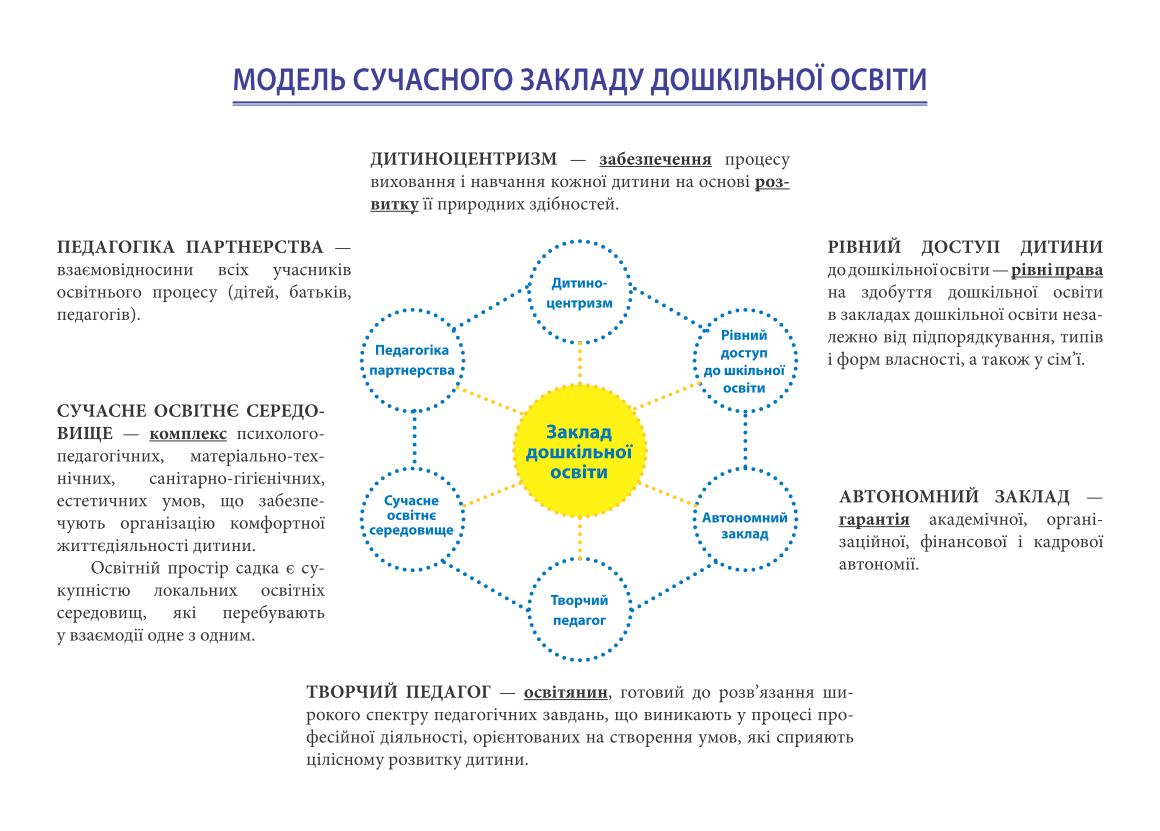 МОДЕЛЬ СУЧАСНОГО ЗАКЛАДУ ДОШКІЛЬНОЇ ОСВІТИ
ДИТИНОЦЕНТРИЗМ — забезпечення процесу
виховання і навчання кожної дитини на основі роз-
витку її природних здібностей.
ПЕДАГОГІКА ПАРТНЕРСТВА —
взаємовідносини всіх учасників
освітнього процесу (дітей, батьків,
педагогів).
РІВНИЙ ДОСТУП ДИТИНИ
до дошкільної освіти — рівні права
на здобуття дошкільної освіти
в закладах дошкільної освіти неза-
лежно від підпорядкування, типів
і форм власності, а також у сім’ї.
Дитино-
центризм
Педагогіка
партнерства
Рівний
доступ
до шкільної
освіти
Заклад
дошкільної
освіти
Сучасне
освітнє
середовище
Автономний
заклад
Творчий
педагог
СУЧАСНЕ ОСВІТНЄ СЕРЕДО-
ВИЩЕ — комплекс психолого-
педагогічних, матеріально-тех-
нічних, санітарно-гігієнічних,
естетичних умов, що забезпе-
чують організацію комфортної
життєдіяльності дитини.
Освітній простір садка є су-
купністю локальних освітніх
середовищ, які перебувають
у взаємодії одне з одним.
АВТОНОМНИЙ ЗАКЛАД —
гарантія академічної, органі-
заційної, фінансової і кадрової
автономії.
ТВОРЧИЙ ПЕДАГОГ — освітянин, готовий до розв’язання ши-
рокого спектру педагогічних завдань, що виникають у процесі про-
фесійної діяльності, орієнтованих на створення умов, які сприяють
цілісному розвитку дитини.